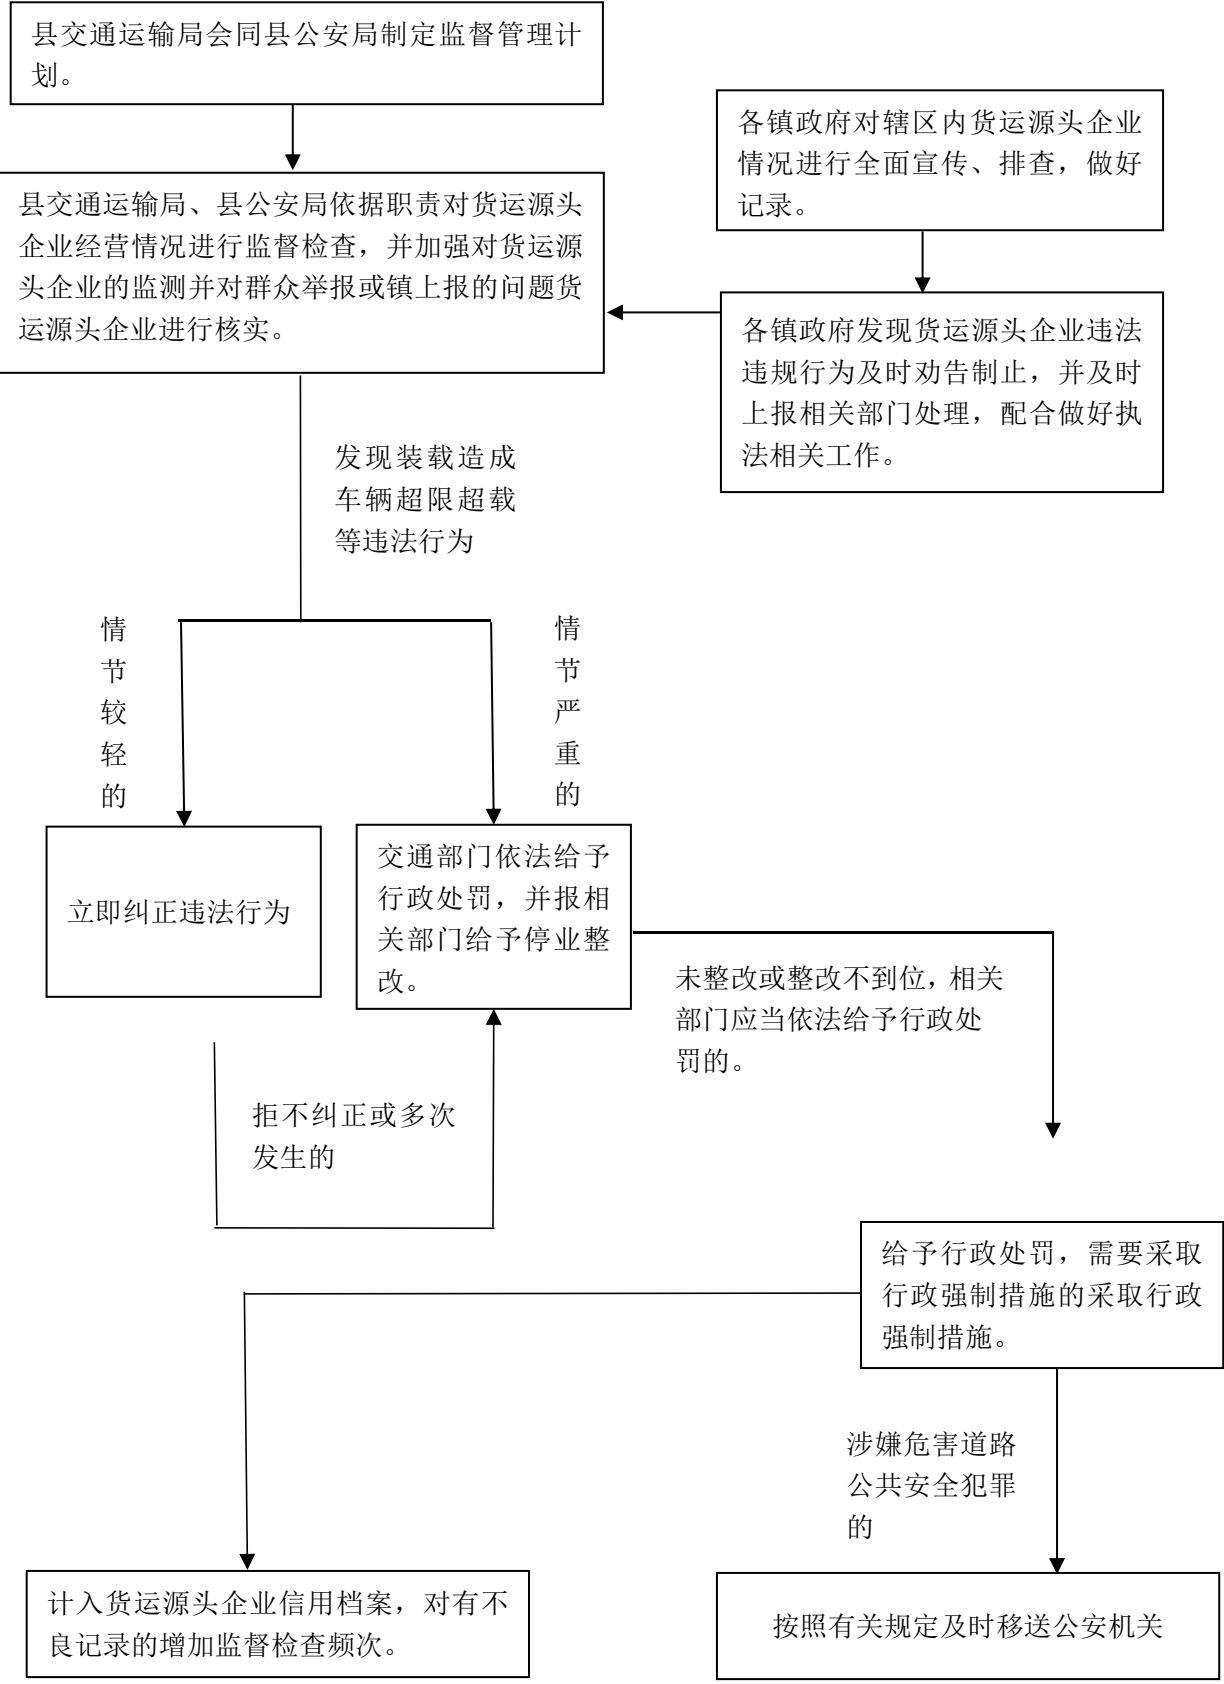 县交通运输局会同县公安局制定监督管理计
划。
各镇政府对辖区内货运源头企业
情况进行全面宣传、排查，做好
记录。
县交通运输局、县公安局依据职责对货运源头
企业经营情况进行监督检查，并加强对货运源
头企业的监测并对群众举报或镇上报的问题货
运源头企业进行核实。
各镇政府发现货运源头企业违法
违规行为及时劝告制止，并及时
上报相关部门处理，配合做好执
法相关工作。
发现装载造成
车辆超限超载
等违法行为
情节较轻的
情节严重的
立即纠正违法行为
交通部门依法给予
行政处罚，并报相
关部门给予停业整
改。
未整改或整改不到位，相关
部门应当依法给予行政处
罚的。
拒不纠正或多次
发生的
给予行政处罚，需要采取
行政强制措施的采取行政
强制措施。
涉嫌危害道路
公共安全犯罪
的
计入货运源头企业信用档案，对有不
良记录的增加监督检查频次。
按照有关规定及时移送公安机关